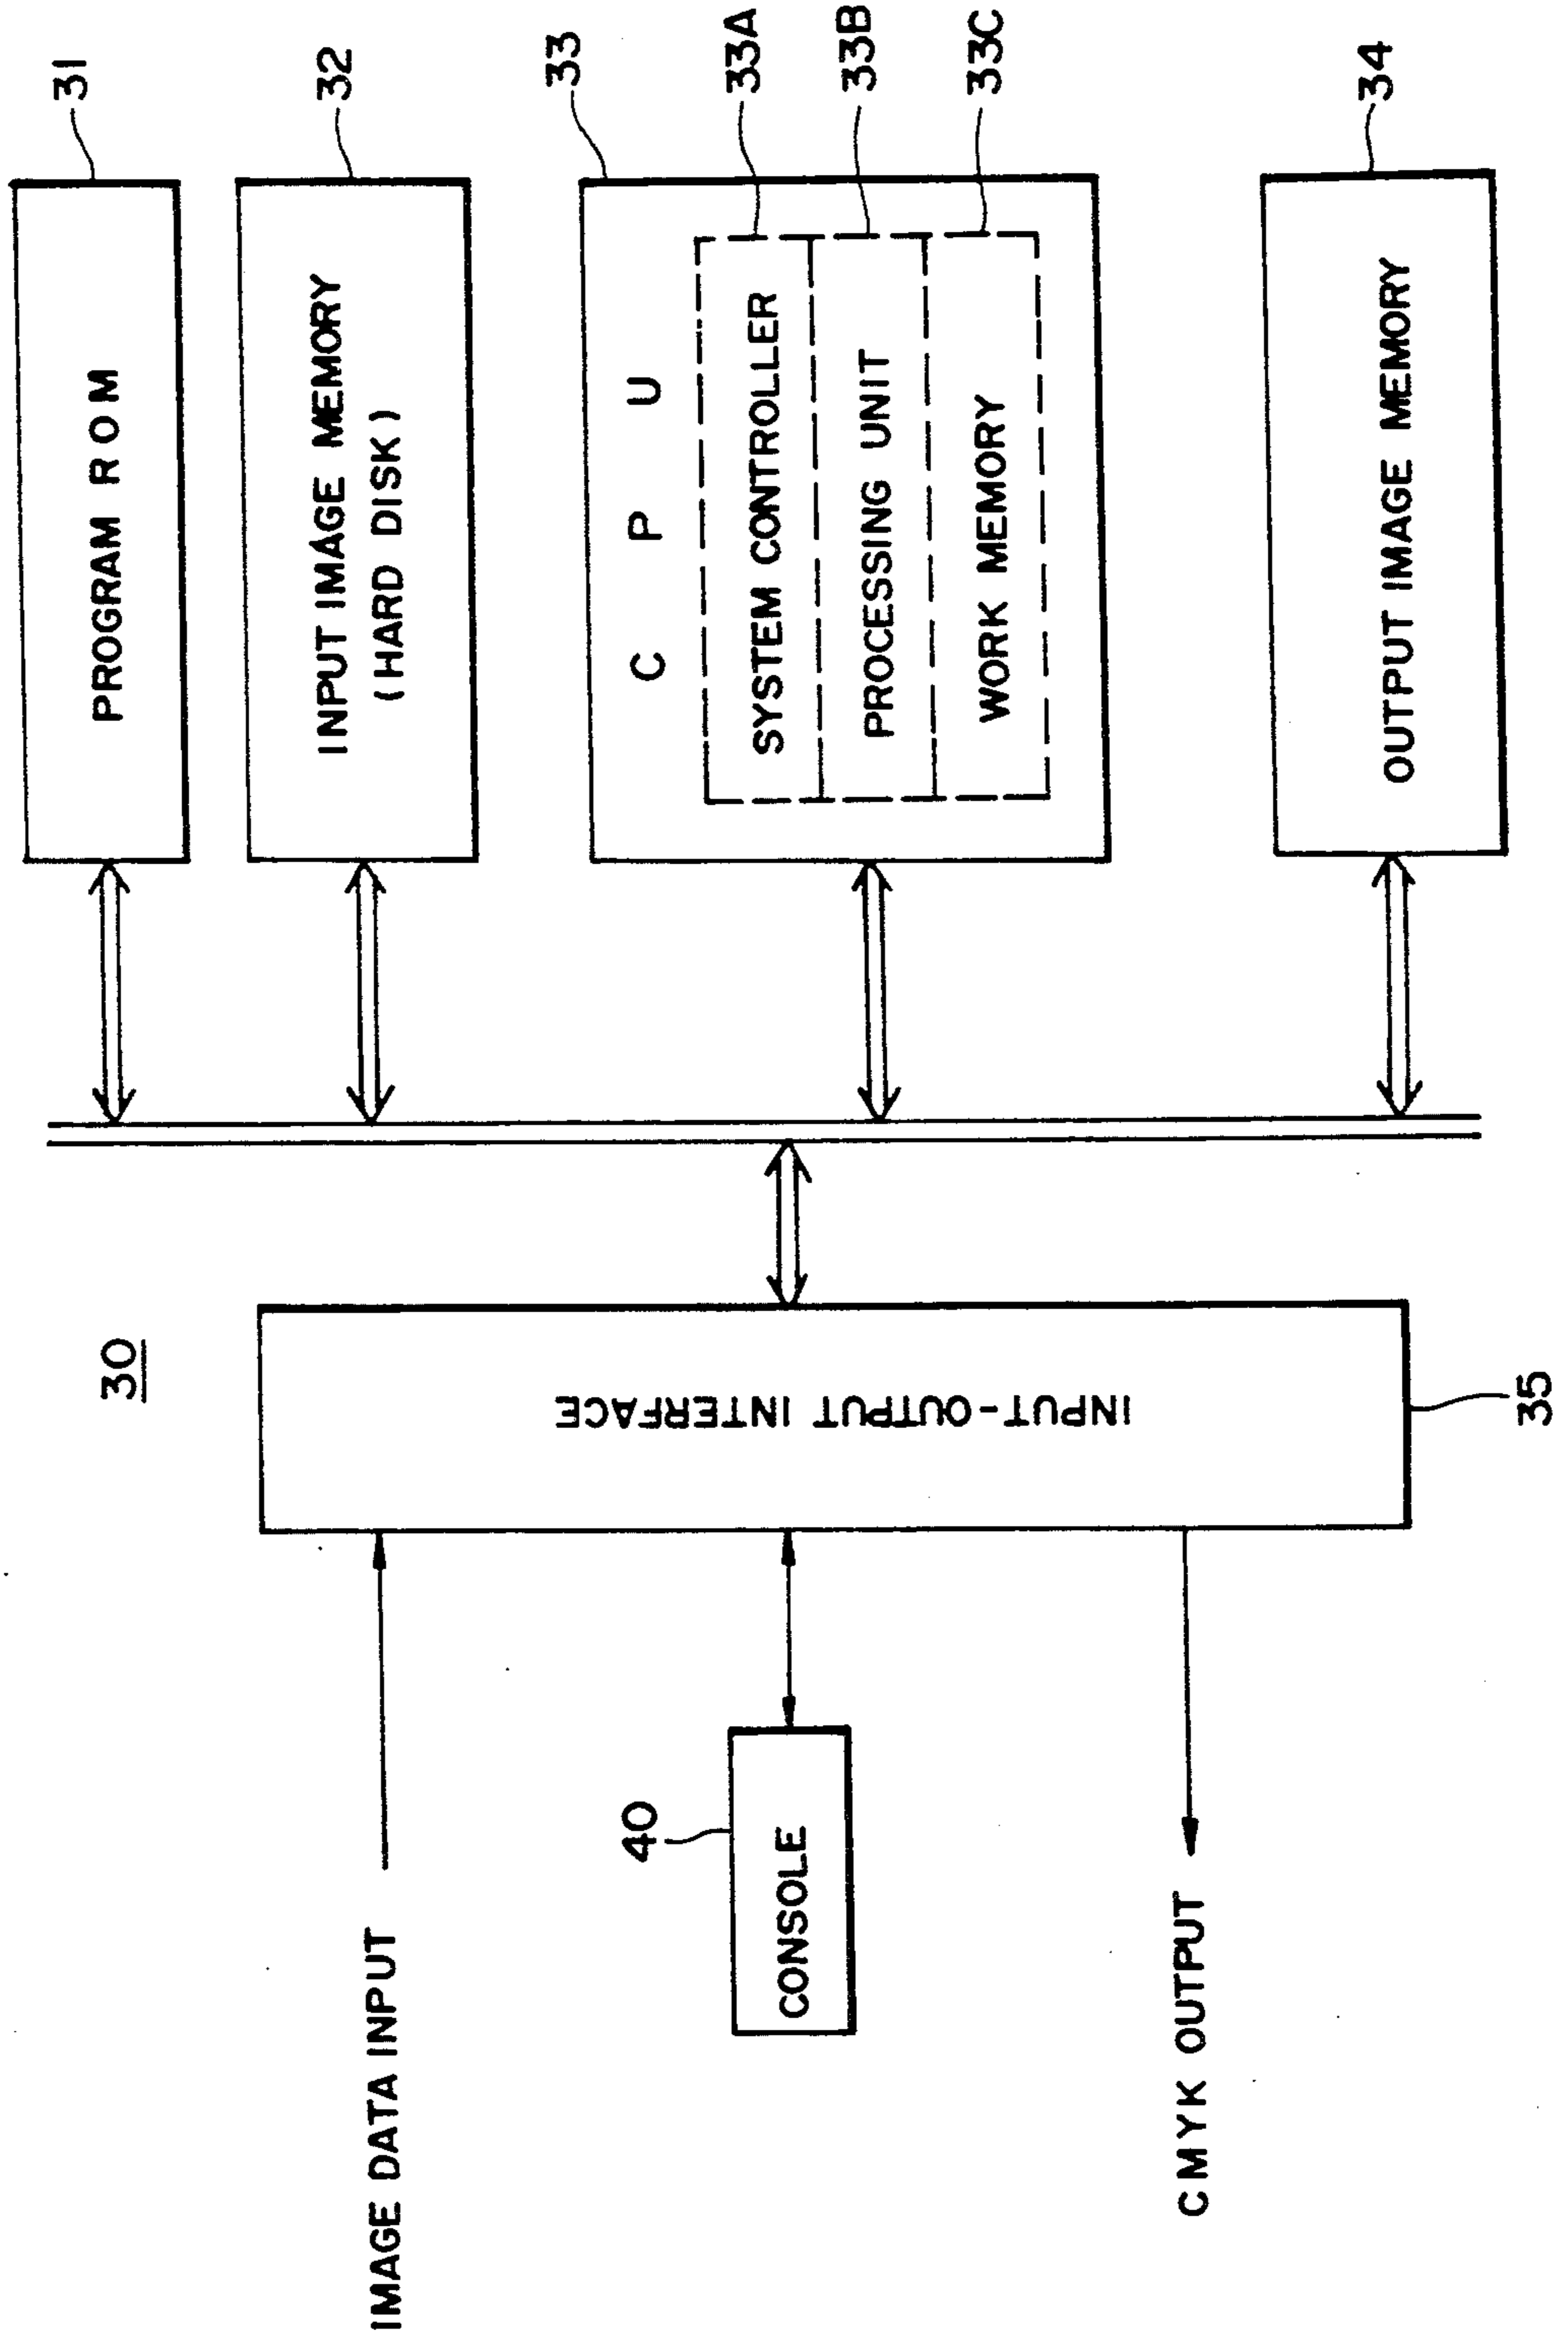 30
IMAGE DATA INPUT
40
CONSOLE
CMYK OUTPUT
INPUT-OUTPUT INTERFACE
35
PROGRAM ROM
31
INPUT IMAGE MEMORY
(HARD DISK)
32
CPU
33
SYSTEM CONTROLLER
33A
PROCESSING UNIT
33B
WORK MEMORY
33C
OUTPUT IMAGE MEMORY
34